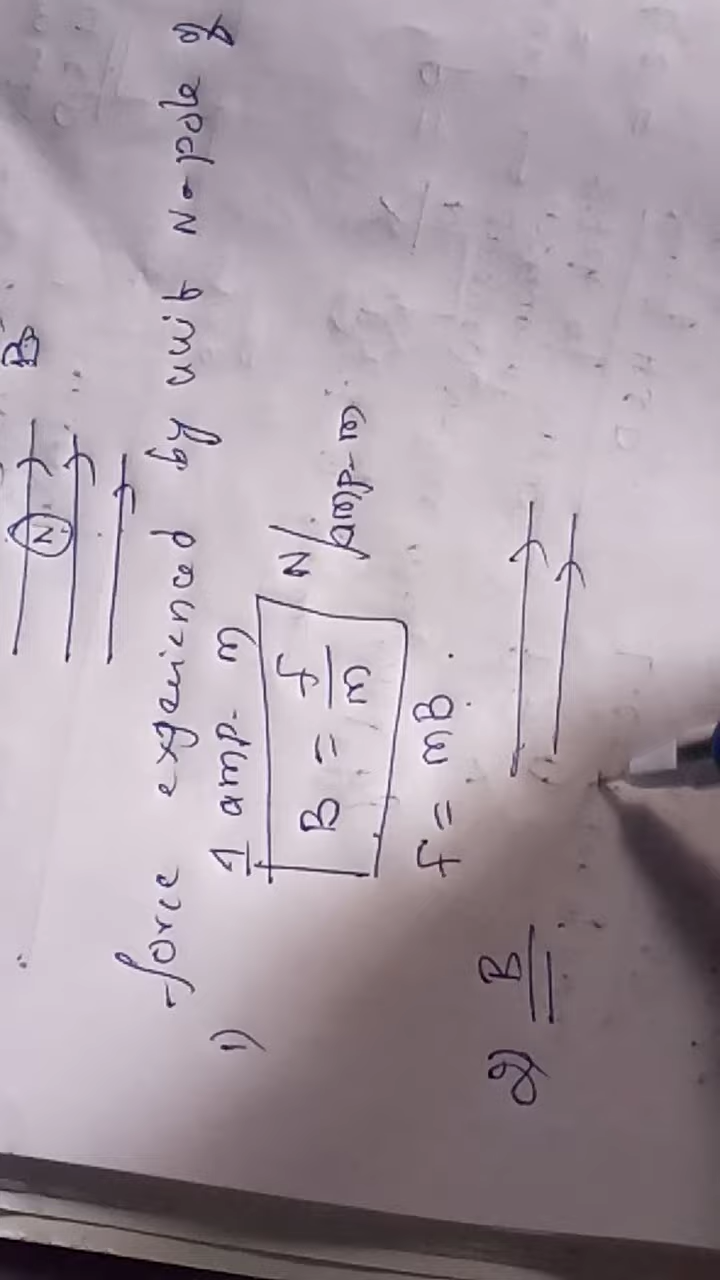 B
N
force experienced by unit N-pole of
1) 1 amp-m
B = f/m N/amp-m
f = mB.
2) B